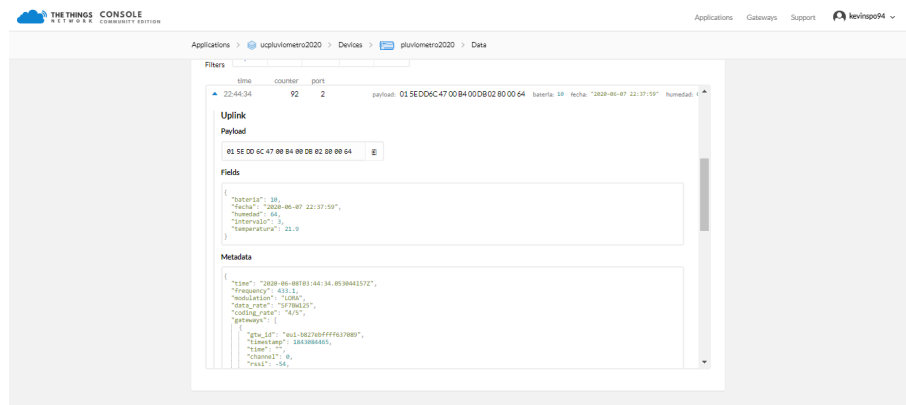 THE THINGS NETWORK
CONSOLE COMMUNITY EDITION
Applications Gateways Support kevinspo94
Applications > ucpluviometro2020 > Devices > pluviometro2020 > Data
Filters
time counter port
22:44:34 92 2 payload: 01 5E DD 6C 47 00 B4 00 DB 02 80 00 64 bateria: 10 fecha: "2020-06-07 22:37:59" humedad:
Uplink
Payload
01 5E DD 6C 47 00 B4 00 DB 02 80 00 64
Fields
{
"bateria": 10,
"fecha": "2020-06-07 22:37:59",
"humedad": 64,
"intervalo": 3,
"temperatura": 21.9
}
Metadata
{
"time": "2020-06-08T03:44:34.053044157Z",
"frequency": 433.1,
"modulation": "LORA",
"data_rate": "SF7BW125",
"coding_rate": "4/5",
"gateways": [
{
"gtw_id": "eui-b827ebffff637089",
"timestamp": 1843084465,
"time": "",
"channel": 0,
"rssi": -54,